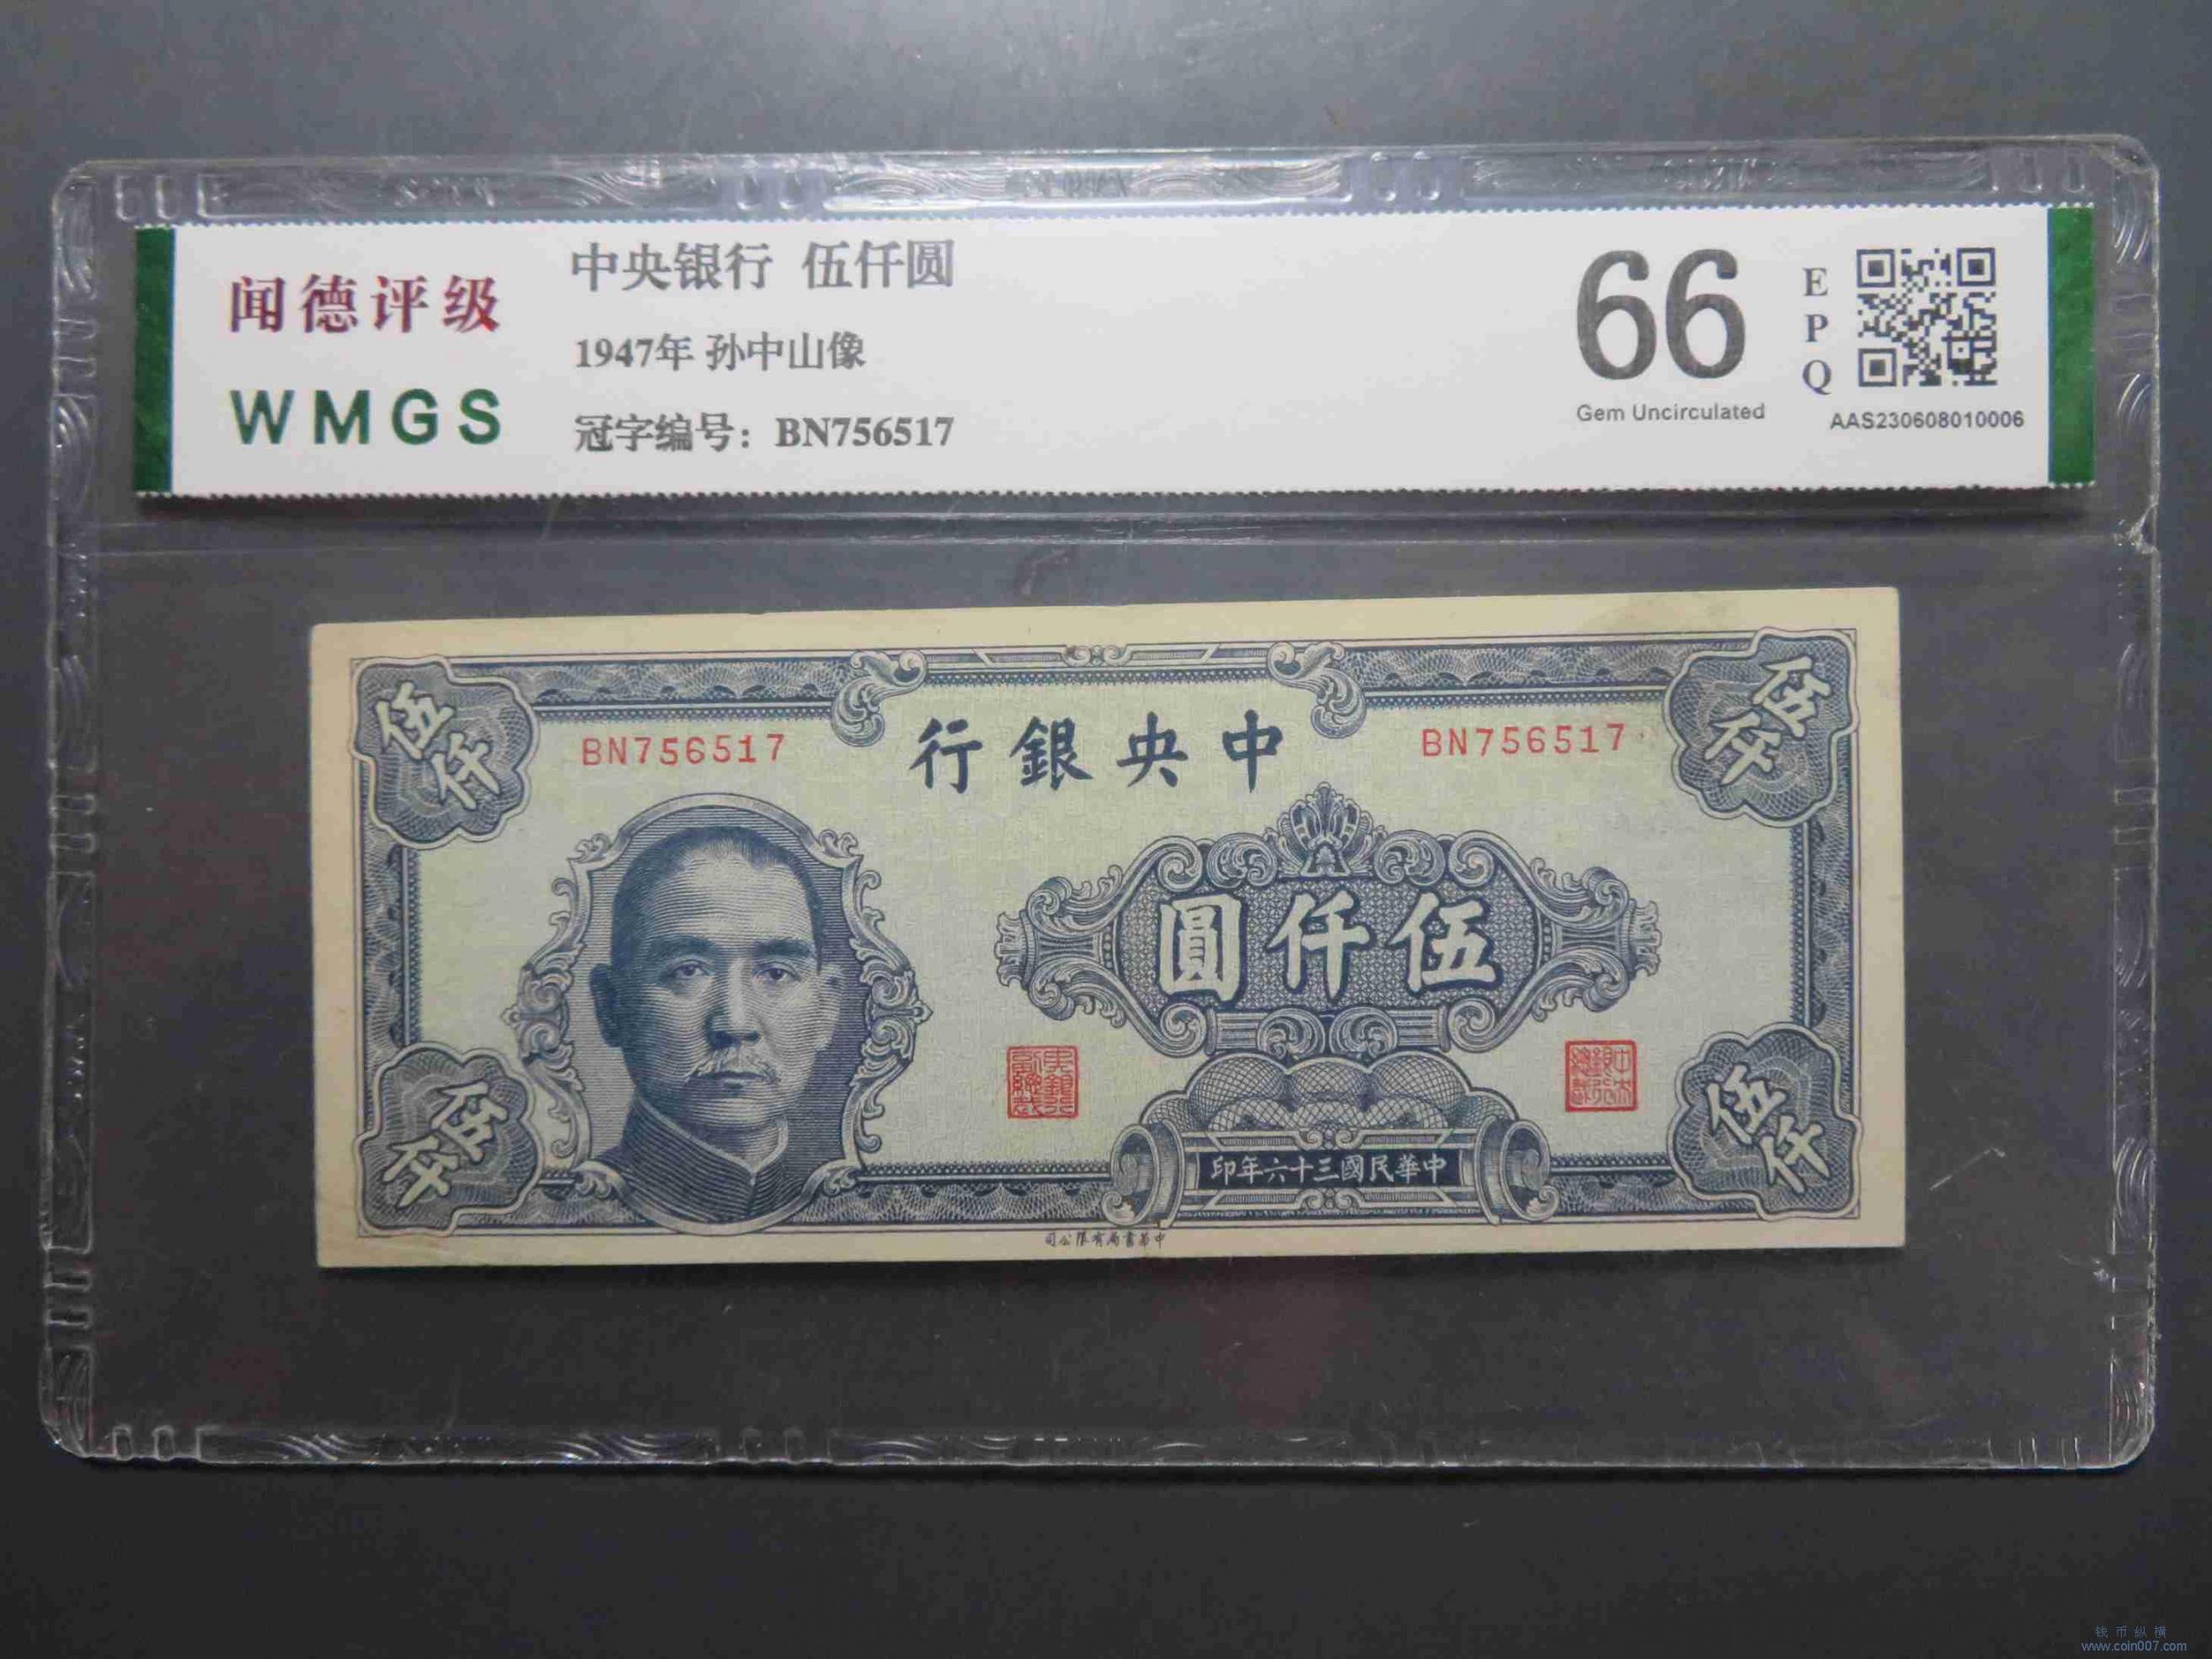 闻德评级
WMGS
中央银行 伍仟圆
1947年 孙中山像
冠字编号：BN756517
66
EPQ
Gem Uncirculated
AAS230608010006
伍仟
伍仟
BN756517
行銀央中
BN756517
圓仟伍
伍仟
伍仟
印年六十三國民華中
司公限有局書華中
钱币纵横
www.coin007.com